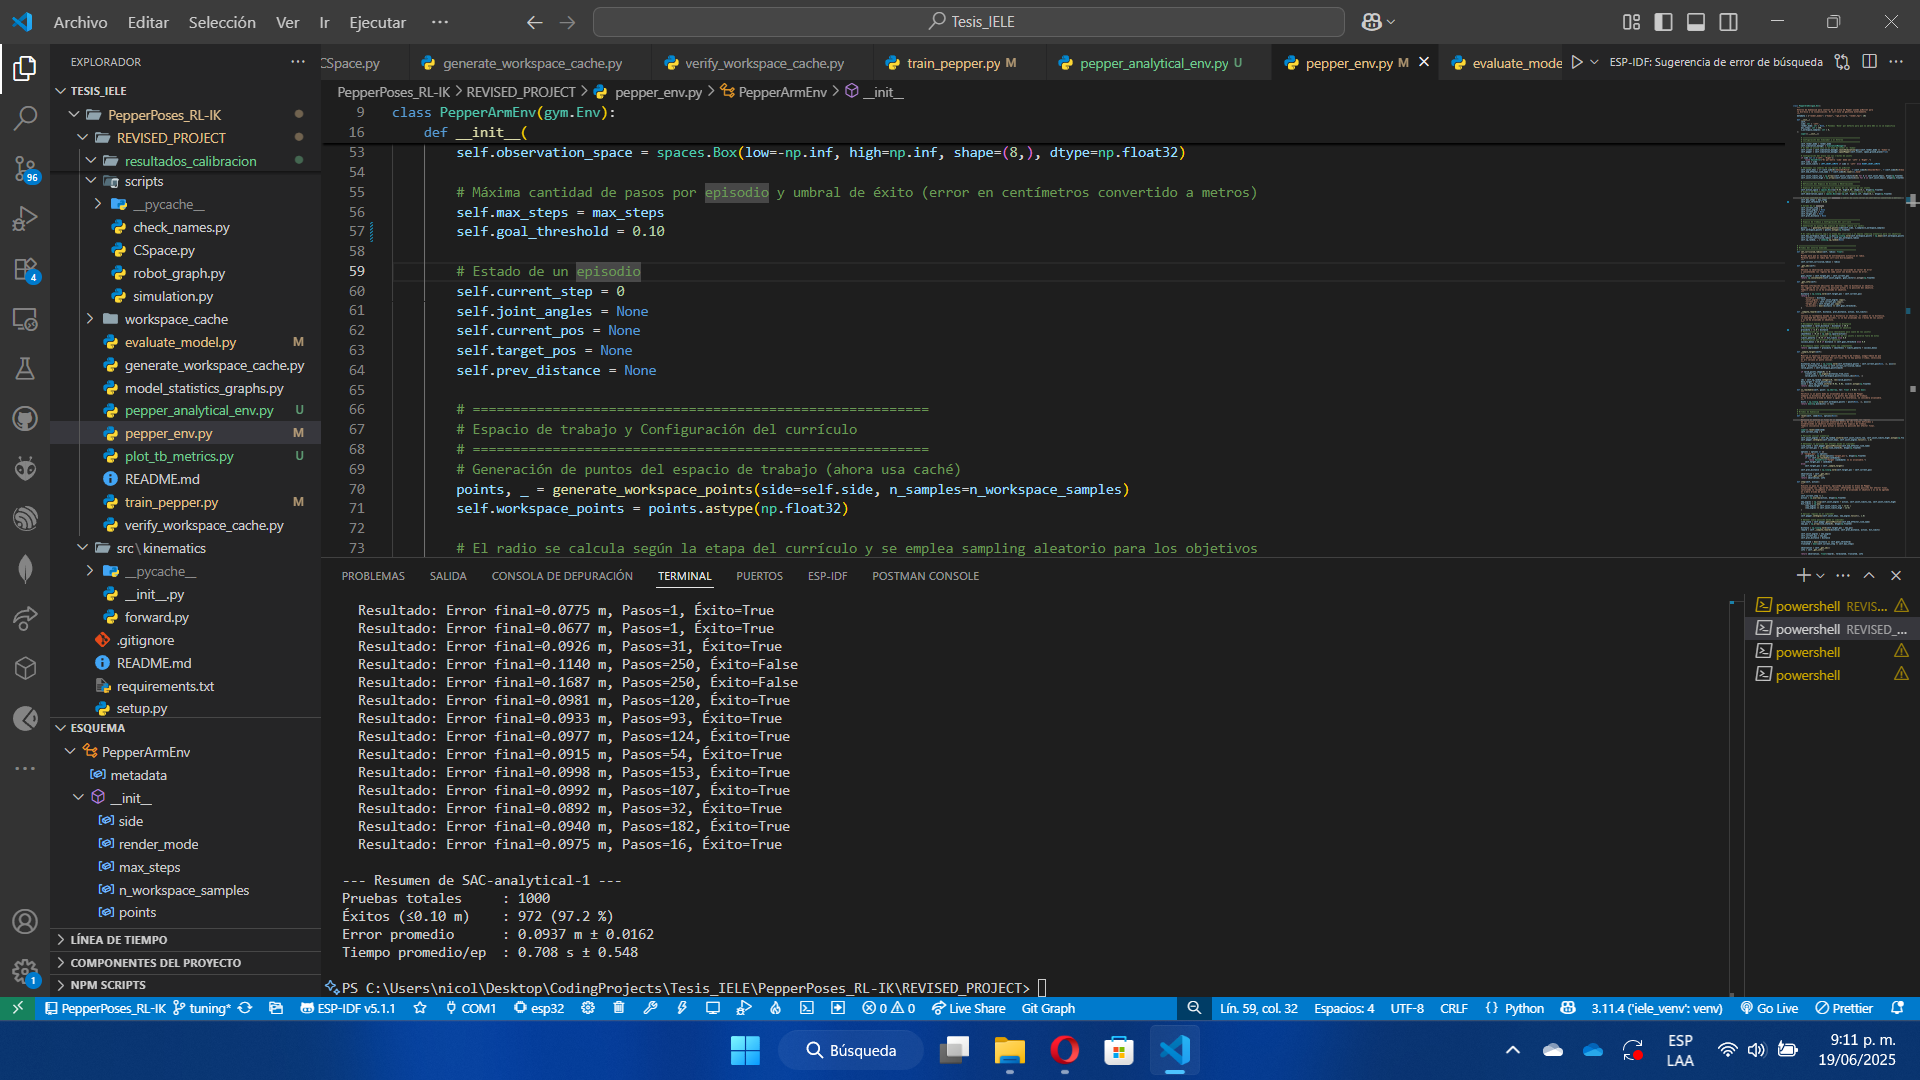 Archivo Editar Selección Ver Ir Ejecutar ···
Tesis_IELE
EXPLORADOR
TESIS_IELE
PepperPoses_RL-IK
REVISED_PROJECT
resultados_calibracion
scripts
__pycache__
check_names.py
CSpace.py
robot_graph.py
simulation.py
workspace_cache
evaluate_model.py M
generate_workspace_cache.py
model_statistics_graphs.py
pepper_analytical_env.py U
pepper_env.py M
plot_tb_metrics.py U
README.md
train_pepper.py M
verify_workspace_cache.py
src\kinematics
__pycache__
__init__.py
forward.py
.gitignore
README.md
requirements.txt
setup.py
ESQUEMA
PepperArmEnv
metadata
__init__
side
render_mode
max_steps
n_workspace_samples
points
LÍNEA DE TIEMPO
COMPONENTES DEL PROYECTO
NPM SCRIPTS
96
4
1
CSpace.py generate_workspace_cache.py verify_workspace_cache.py train_pepper.py M pepper_analytical_env.py U pepper_env.py M evaluate_mode ESP-IDF: Sugerencia de error de búsqueda
PepperPoses_RL-IK > REVISED_PROJECT > pepper_env.py > PepperArmEnv > __init__
9 class PepperArmEnv(gym.Env):
16 def __init__(
53 self.observation_space = spaces.Box(low=-np.inf, high=np.inf, shape=(8,), dtype=np.float32)
54
55 # Máxima cantidad de pasos por episodio y umbral de éxito (error en centímetros convertido a metros)
56 self.max_steps = max_steps
57 self.goal_threshold = 0.10
58
59 # Estado de un episodio
60 self.current_step = 0
61 self.joint_angles = None
62 self.current_pos = None
63 self.target_pos = None
64 self.prev_distance = None
65
66 # =========================================================
67 # Espacio de trabajo y Configuración del currículo
68 # =========================================================
69 # Generación de puntos del espacio de trabajo (ahora usa caché)
70 points, _ = generate_workspace_points(side=self.side, n_samples=n_workspace_samples)
71 self.workspace_points = points.astype(np.float32)
72
73 # El radio se calcula según la etapa del currículo y se emplea sampling aleatorio para los objetivos
PROBLEMAS SALIDA CONSOLA DE DEPURACIÓN TERMINAL PUERTOS ESP-IDF POSTMAN CONSOLE
Resultado: Error final=0.0775 m, Pasos=1, Éxito=True
Resultado: Error final=0.0677 m, Pasos=1, Éxito=True
Resultado: Error final=0.0926 m, Pasos=31, Éxito=True
Resultado: Error final=0.1140 m, Pasos=250, Éxito=False
Resultado: Error final=0.1687 m, Pasos=250, Éxito=False
Resultado: Error final=0.0981 m, Pasos=120, Éxito=True
Resultado: Error final=0.0933 m, Pasos=93, Éxito=True
Resultado: Error final=0.0977 m, Pasos=124, Éxito=True
Resultado: Error final=0.0915 m, Pasos=54, Éxito=True
Resultado: Error final=0.0998 m, Pasos=153, Éxito=True
Resultado: Error final=0.0992 m, Pasos=107, Éxito=True
Resultado: Error final=0.0892 m, Pasos=32, Éxito=True
Resultado: Error final=0.0940 m, Pasos=182, Éxito=True
Resultado: Error final=0.0975 m, Pasos=16, Éxito=True
--- Resumen de SAC-analytical-1 ---
Pruebas totales : 1000
Éxitos (≤0.10 m) : 972 (97.2 %)
Error promedio : 0.0937 m ± 0.0162
Tiempo promedio/ep : 0.708 s ± 0.548
PS C:\Users\nicol\Desktop\CodingProjects\Tesis_IELE\PepperPoses_RL-IK\REVISED_PROJECT>
powershell REVIS...
powershell REVISED_...
powershell
powershell
PepperPoses_RL-IK tuning* ESP-IDF v5.1.1 COM1 esp32 0 0 Live Share Git Graph Lín. 59, col. 32 Espacios: 4 UTF-8 CRLF {} Python 3.11.4 ('iele_venv': venv) Go Live Prettier
Búsqueda
ESP
LAA
9:11 p. m.
19/06/2025